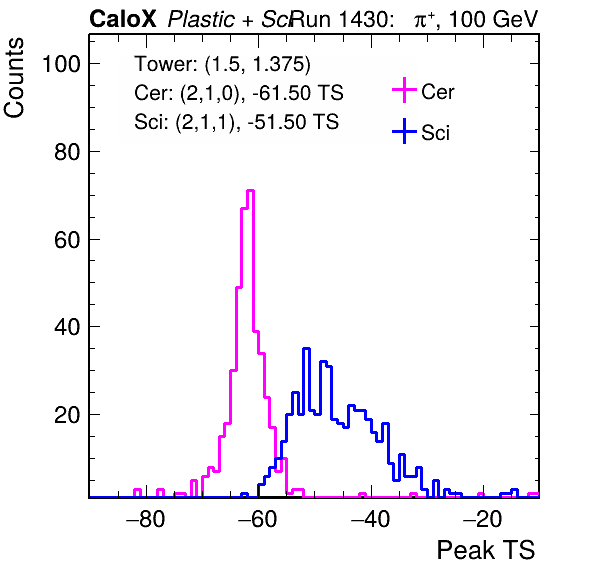 CaloX Plastic + Sci Run 1430: π+, 100 GeV
Counts
Tower: (1.5, 1.375)
Cer: (2,1,0), -61.50 TS
Sci: (2,1,1), -51.50 TS
Cer
Sci
100
80
60
40
20
−80 −60 −40 −20
Peak TS